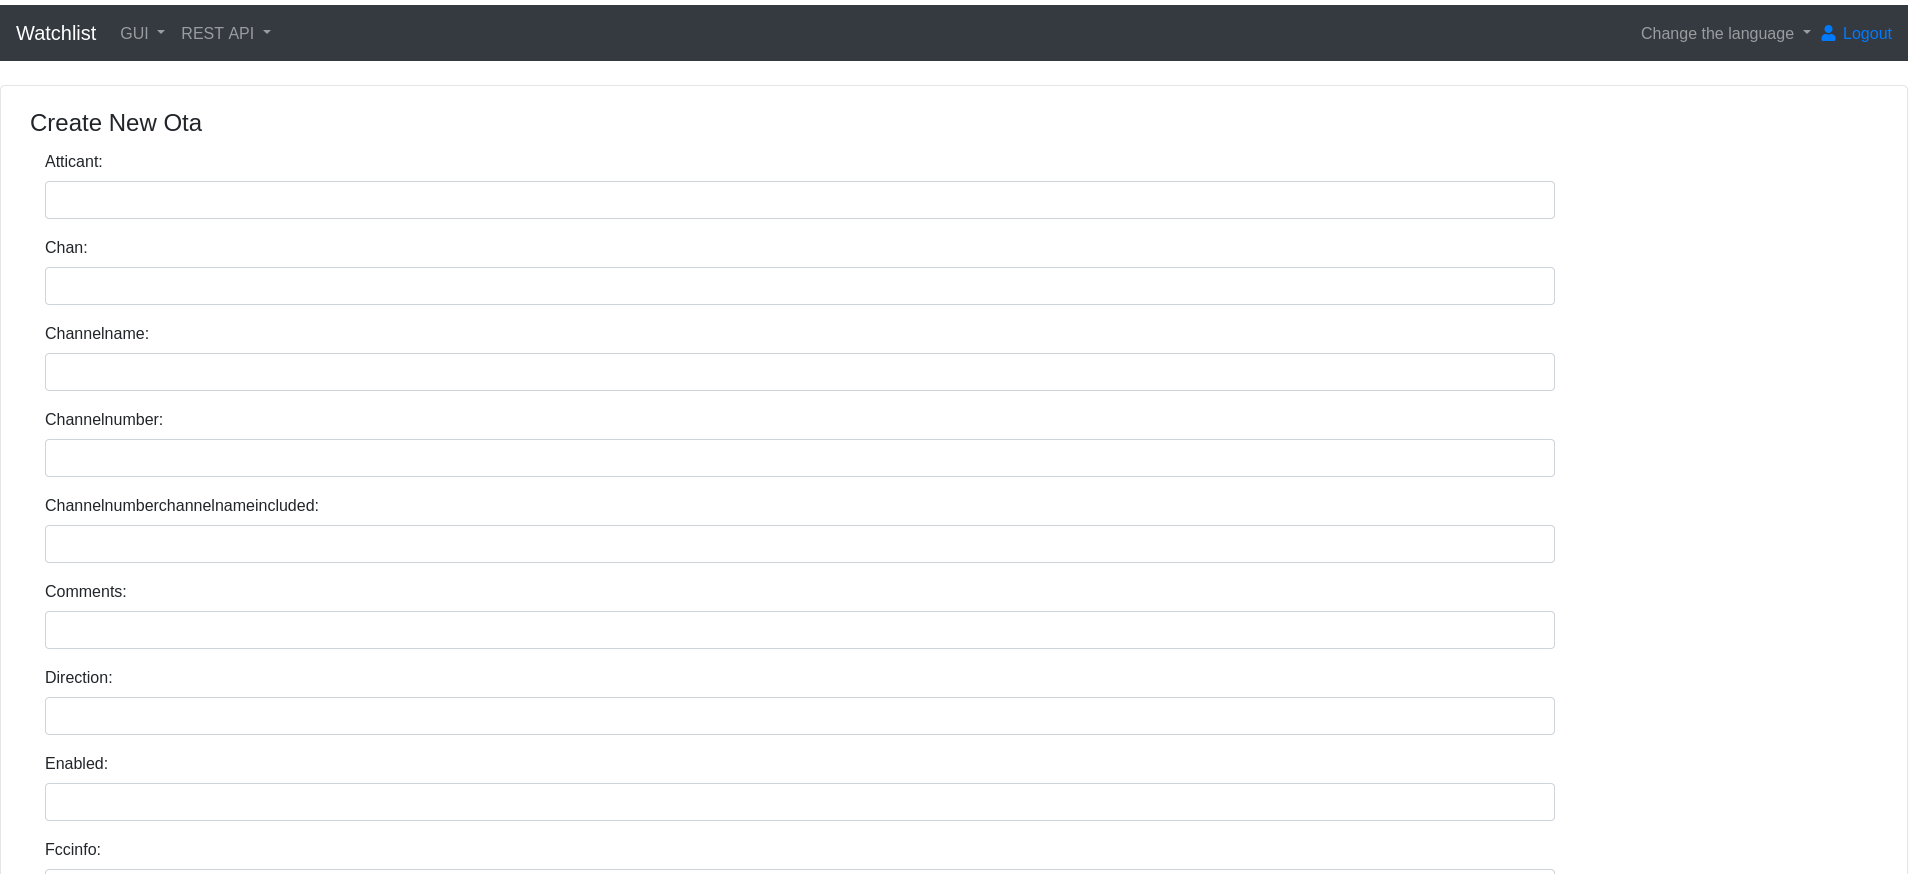 Watchlist GUI REST API Change the language Logout
Create New Ota
Atticant:
Chan:
Channelname:
Channelnumber:
Channelnumberchannelnameincluded:
Comments:
Direction:
Enabled:
Fccinfo: